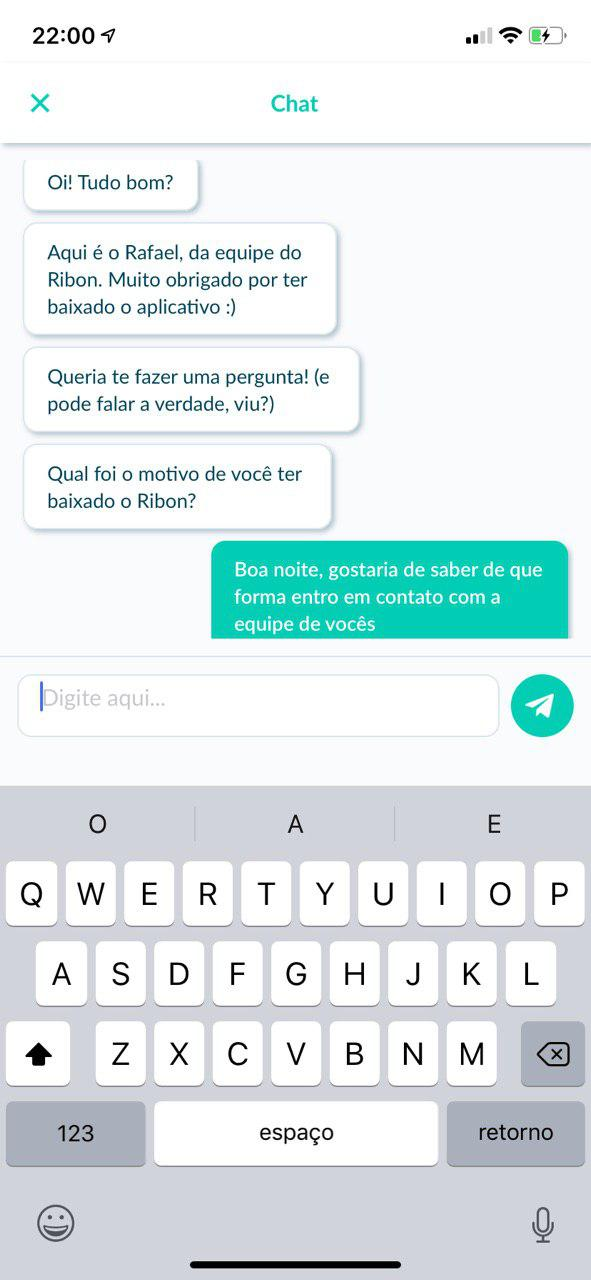 22:00
Chat
Oi! Tudo bom?
Aqui é o Rafael, da equipe do
Ribon. Muito obrigado por ter
baixado o aplicativo :)
Queria te fazer uma pergunta! (e
pode falar a verdade, viu?)
Qual foi o motivo de você ter
baixado o Ribon?
Boa noite, gostaria de saber de que
forma entro em contato com a
equipe de vocês
Digite aqui...
O A E
Q W E R T Y U I O P
A S D F G H J K L
Z X C V B N M
123 espaço retorno